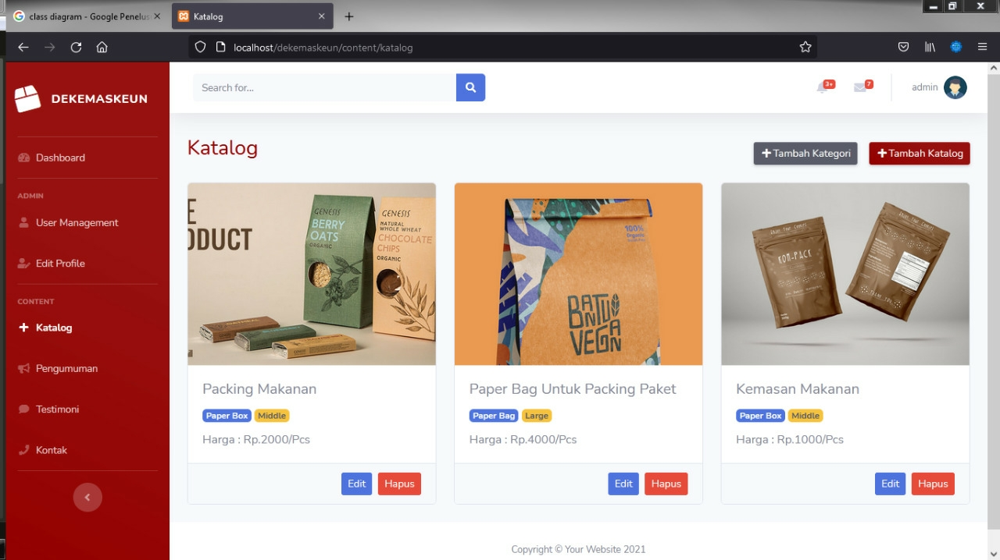 class diagram - Google Penelus
Katalog
localhost/dekemaskeun/content/katalog
DEKEMASKEUN
Dashboard
ADMIN
User Management
Edit Profile
CONTENT
Katalog
Pengumuman
Testimoni
Kontak
Search for...
3+
7
admin
Katalog
Tambah Kategori
Tambah Katalog
E
ODUCT
GENESIS
BERRY
OATS
ORGANIC
GENESIS
NATURAL
WHOLE WHEAT
CHOCOLATE
CHIPS
ORGANIC
Packing Makanan
Paper Box Middle
Harga : Rp.2000/Pcs
Edit Hapus
100%
Organic
Paper Bag Untuk Packing Paket
Paper Bag Large
Harga : Rp.4000/Pcs
Edit Hapus
ENJOY YOUR COOKIES
KOM-PACK
Kemasan Makanan
Paper Box Middle
Harga : Rp.1000/Pcs
Edit Hapus
Copyright © Your Website 2021